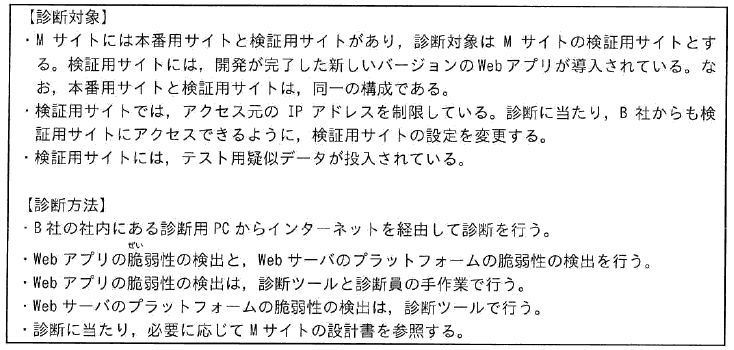 【診断対象】
・M サイトには本番用サイトと検証用サイトがあり，診断対象は M サイトの検証用サイトとす
る。検証用サイトには，開発が完了した新しいバージョンの Web アプリが導入されている。な
お，本番用サイトと検証用サイトは，同一の構成である。
・検証用サイトでは，アクセス元の IP アドレスを制限している。診断に当たり，B 社からも検
証用サイトにアクセスできるように，検証用サイトの設定を変更する。
・検証用サイトには，テスト用疑似データが投入されている。
【診断方法】
・B 社の社内にある診断用 PC からインターネットを経由して診断を行う。
ぜい
・Web アプリの脆弱性の検出と，Web サーバのプラットフォームの脆弱性の検出を行う。
・Web アプリの脆弱性の検出は，診断ツールと診断員の手作業で行う。
・Web サーバのプラットフォームの脆弱性の検出は，診断ツールで行う。
・診断に当たり，必要に応じて M サイトの設計書を参照する。